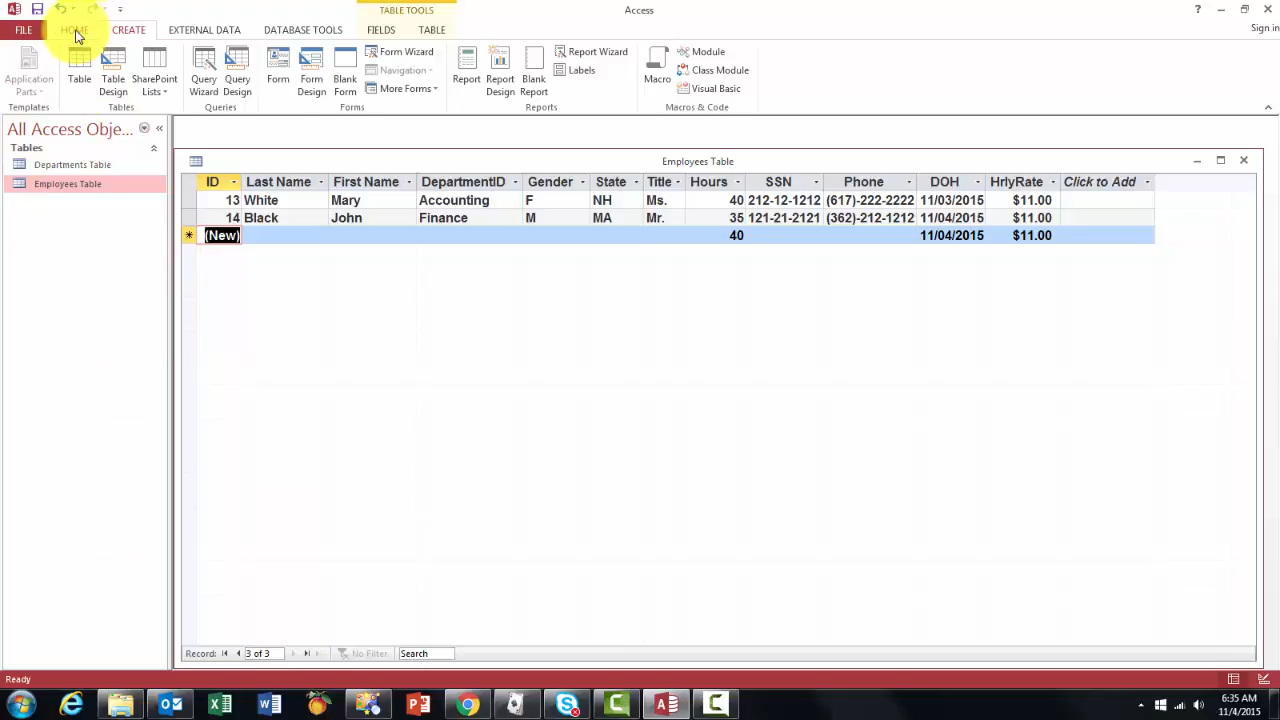 TABLE TOOLS
Access
?
FILE HOME CREATE EXTERNAL DATA DATABASE TOOLS FIELDS TABLE
Sign in
Application Parts
Table
Table Design
SharePoint Lists
Query Wizard
Query Design
Form
Form Design
Blank Form
Form Wizard
Navigation
More Forms
Report
Report Design
Blank Report
Report Wizard
Labels
Macro
Module
Class Module
Visual Basic
Templates Tables Queries Forms Reports Macros & Code
All Access Obje...
Tables
Departments Table
Employees Table
Employees Table
ID Last Name First Name DepartmentID Gender State Title Hours SSN Phone DOH HrlyRate Click to Add
13 White Mary Accounting F NH Ms. 40 212-12-1212 (617)-222-2222 11/03/2015 $11.00
14 Black John Finance M MA Mr. 35 121-21-2121 (362)-212-1212 11/04/2015 $11.00
* (New) 40 11/04/2015 $11.00
Record: 3 of 3 No Filter Search
Ready
6:35 AM
11/4/2015